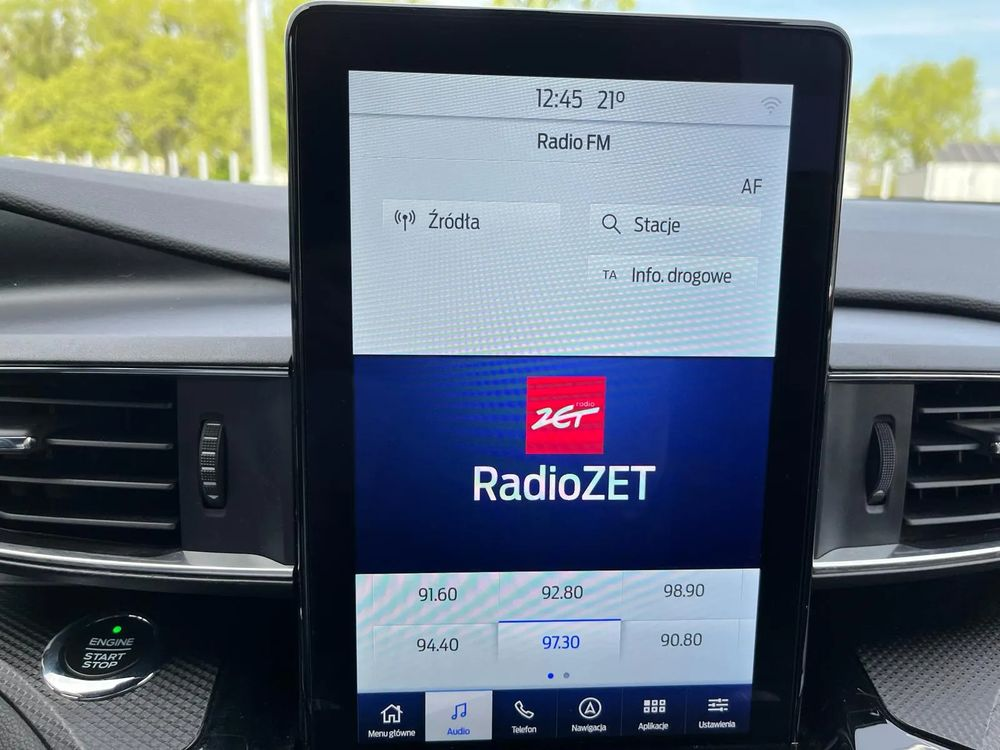 12:45 21º
Radio FM
AF
Źródła
Stacje
TA Info. drogowe
radio
ZET
RadioZET
91.60 92.80 98.90
94.40 97.30 90.80
ENGINE
START
STOP
Menu główne Audio Telefon Nawigacja Aplikacje Ustawienia